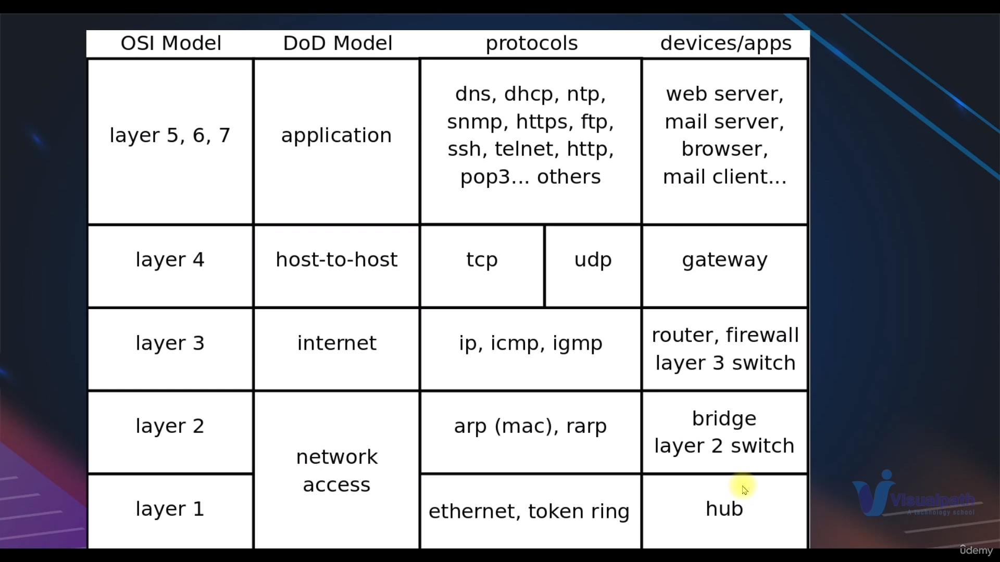 OSI Model DoD Model protocols devices/apps
layer 5, 6, 7
application
dns, dhcp, ntp,
snmp, https, ftp,
ssh, telnet, http,
pop3... others
web server,
mail server,
browser,
mail client...
layer 4
host-to-host
tcp
udp
gateway
layer 3
internet
ip, icmp, igmp
router, firewall
layer 3 switch
layer 2
network
access
arp (mac), rarp
bridge
layer 2 switch
layer 1
ethernet, token ring
hub
Visualpath
A technology school
ûdemy